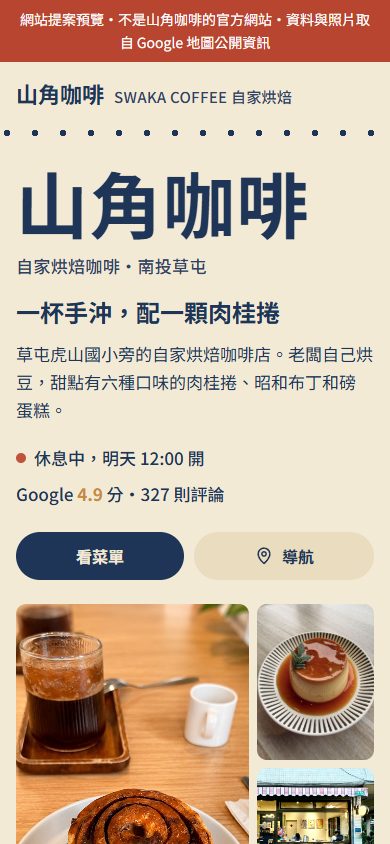 網站提案預覽・不是山角咖啡的官方網站・資料與照片取
自 Google 地圖公開資訊
山角咖啡 SWAKA COFFEE 自家烘焙
山角咖啡
自家烘焙咖啡・南投草屯
一杯手沖，配一顆肉桂捲
草屯虎山國小旁的自家烘焙咖啡店。老闆自己烘
豆，甜點有六種口味的肉桂捲、昭和布丁和磅
蛋糕。
休息中，明天 12:00 開
Google 4.9 分・327 則評論
看菜單
導航